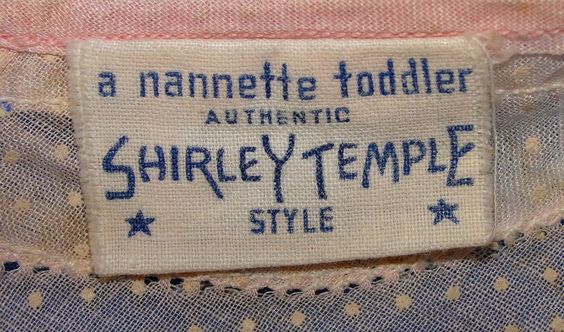 a nannette toddler
AUTHENTIC
SHIRLEY TEMPLE
STYLE